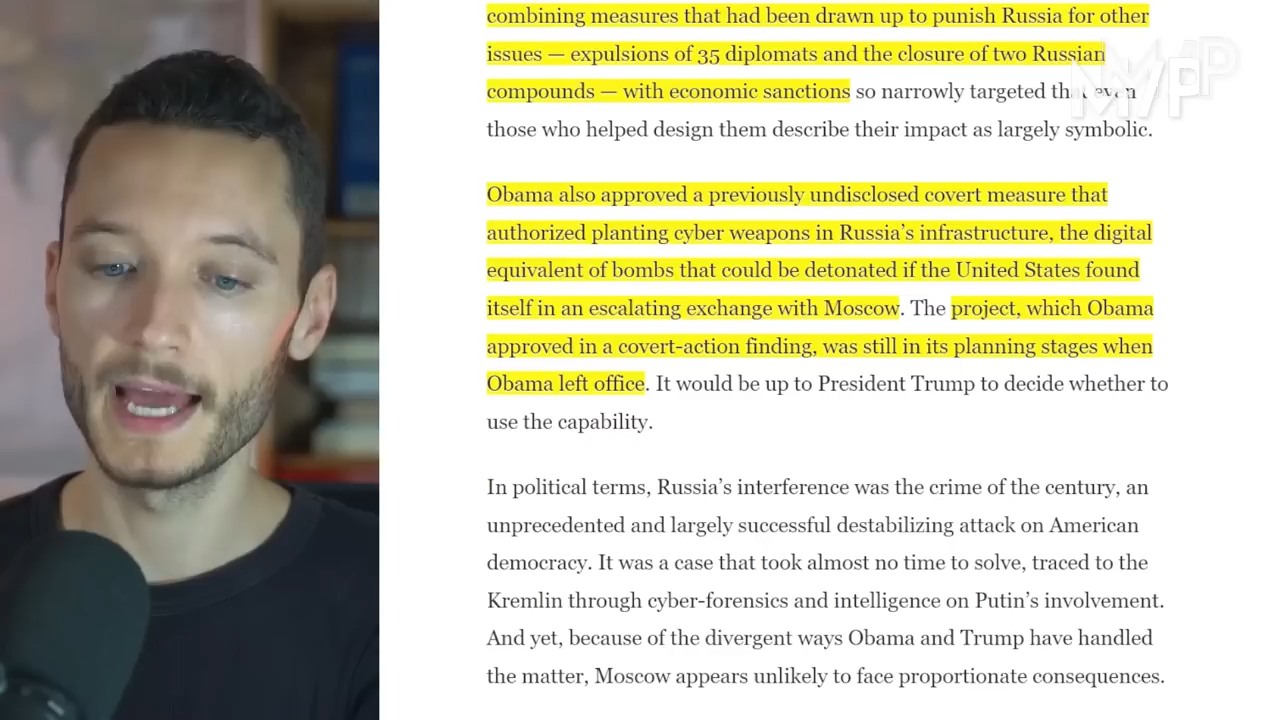 combining measures that had been drawn up to punish Russia for other
issues — expulsions of 35 diplomats and the closure of two Russian
compounds — with economic sanctions so narrowly targeted that even
those who helped design them describe their impact as largely symbolic.
Obama also approved a previously undisclosed covert measure that
authorized planting cyber weapons in Russia’s infrastructure, the digital
equivalent of bombs that could be detonated if the United States found
itself in an escalating exchange with Moscow. The project, which Obama
approved in a covert-action finding, was still in its planning stages when
Obama left office. It would be up to President Trump to decide whether to
use the capability.
In political terms, Russia’s interference was the crime of the century, an
unprecedented and largely successful destabilizing attack on American
democracy. It was a case that took almost no time to solve, traced to the
Kremlin through cyber-forensics and intelligence on Putin’s involvement.
And yet, because of the divergent ways Obama and Trump have handled
the matter, Moscow appears unlikely to face proportionate consequences.